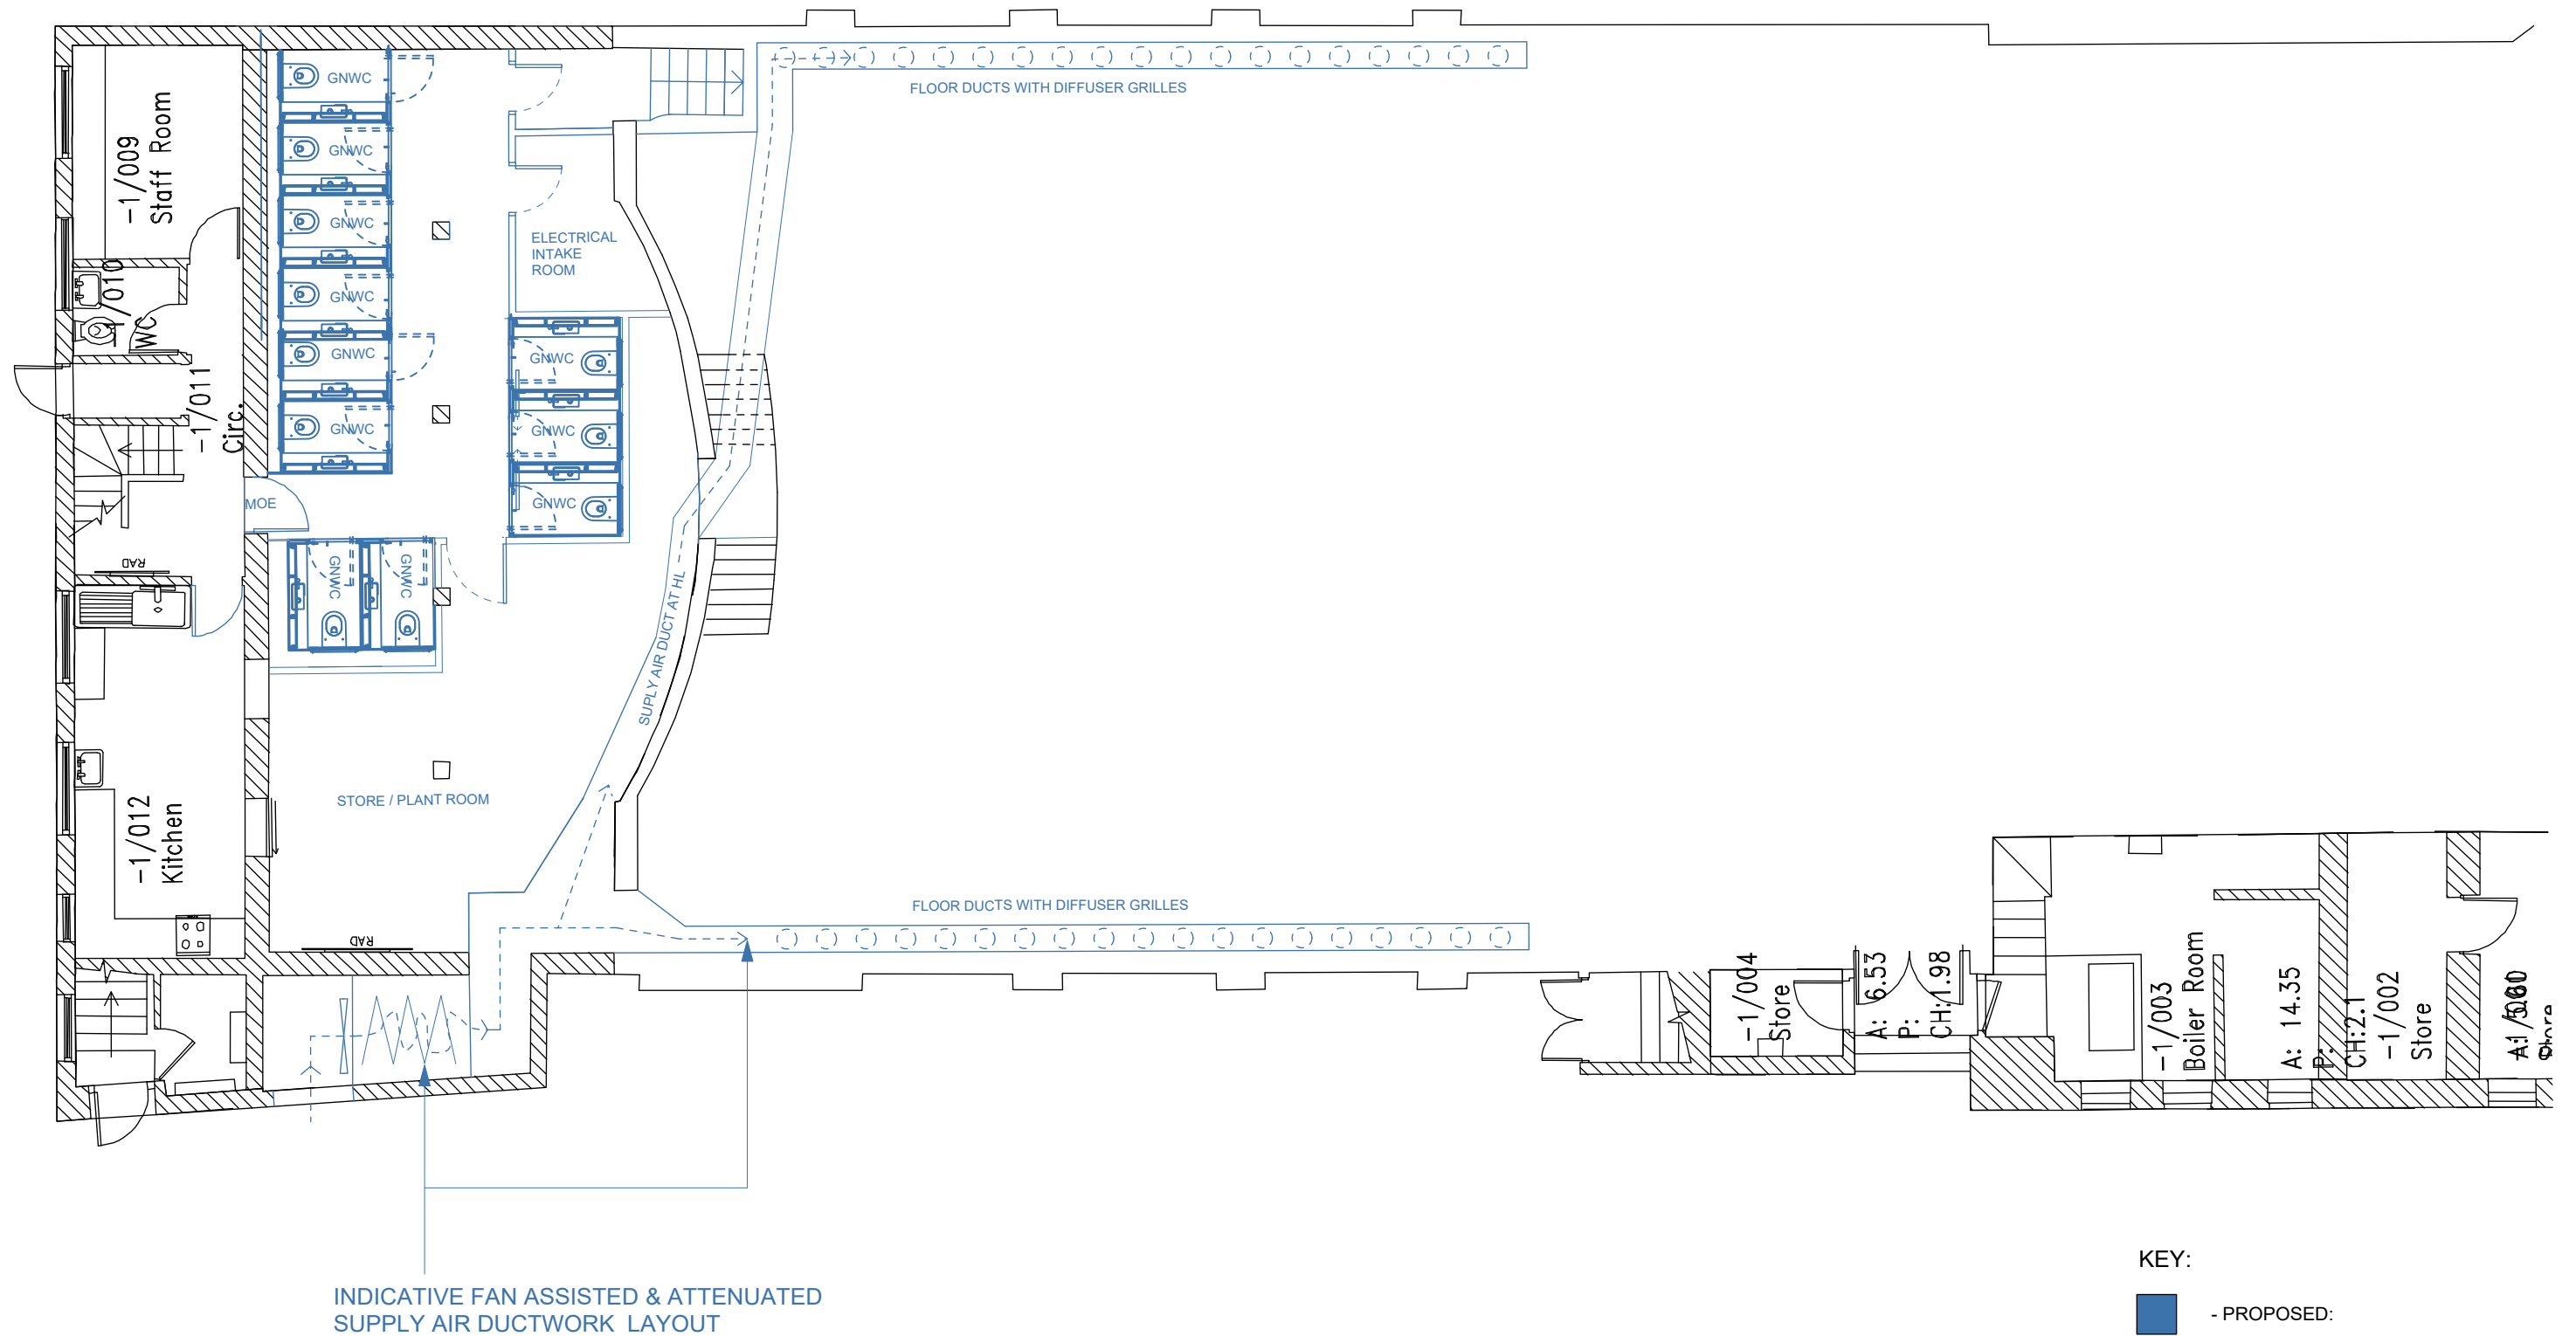 GNWC
FLOOR DUCTS WITH DIFFUSER GRILLES
-1/009
Staff Room
GNWC
GNWC
ELECTRICAL
INTAKE
ROOM
-1/010
WC
GNWC
GNWC
GNWC
-1/011
Circ.
GNWC
GNWC
MOE
GNWC
RAD
GNWC
GNWC
SUPLY AIR DUCT AT HL
STORE / PLANT ROOM
-1/012
Kitchen
FLOOR DUCTS WITH DIFFUSER GRILLES
RAD
-1/004
Store
A: 6.53
P:
CH:1.98
-1/003
Boiler Room
A: 14.35
P:
CH:2.1
-1/002
Store
KEY:
- PROPOSED:
INDICATIVE FAN ASSISTED & ATTENUATED
SUPPLY AIR DUCTWORK LAYOUT